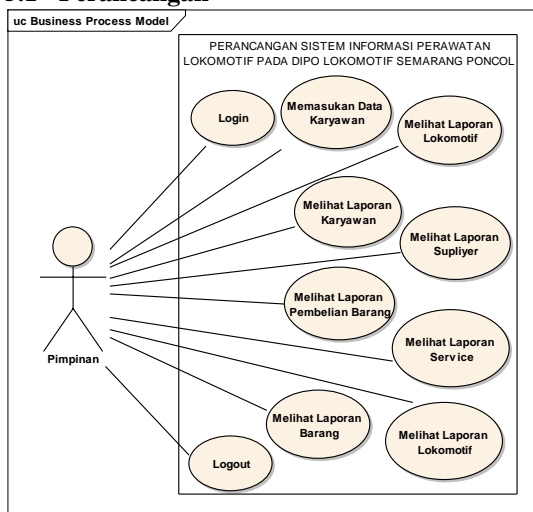 uc Business Process Model
PERANCANGAN SISTEM INFORMASI PERAWATAN
LOKOMOTIF PADA DIPO LOKOMOTIF SEMARANG PONCOL
Login
Memasukan Data
Karyawan
Melihat Laporan
Lokomotif
Melihat Laporan
Karyawan
Melihat Laporan
Supliyer
Melihat Laporan
Pembelian Barang
Melihat Laporan
Service
Pimpinan
Melihat Laporan
Barang
Melihat Laporan
Lokomotif
Logout